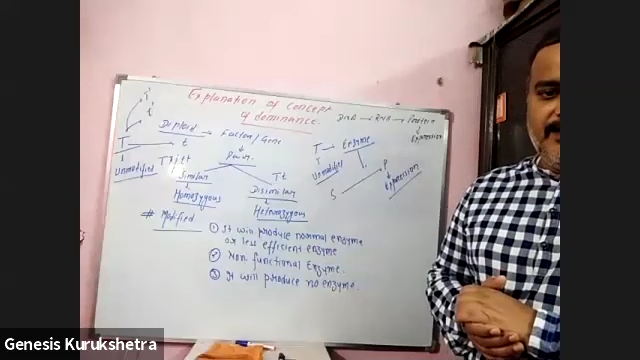 Explanation of concept
of dominance.
DNA → RNA → Protein
Expression
Diploid → Factor/Gene
Pair.
T → t
Unmodified
Similar
Homozygous
Tt
Dissimilar
Heterozygous
T → Enzyme
Unmodified
S
P
Expression
# Modified
① It will produce normal enzyme
or less efficient enzyme
② Non functional Enzyme.
③ It will produce no enzyme.
Genesis Kurukshetra